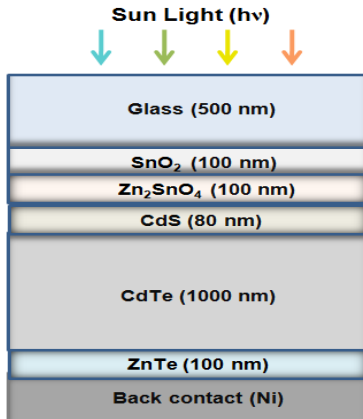 Sun Light (hν)
Glass (500 nm)
SnO₂ (100 nm)
Zn₂SnO₄ (100 nm)
CdS (80 nm)
CdTe (1000 nm)
ZnTe (100 nm)
Back contact (Ni)